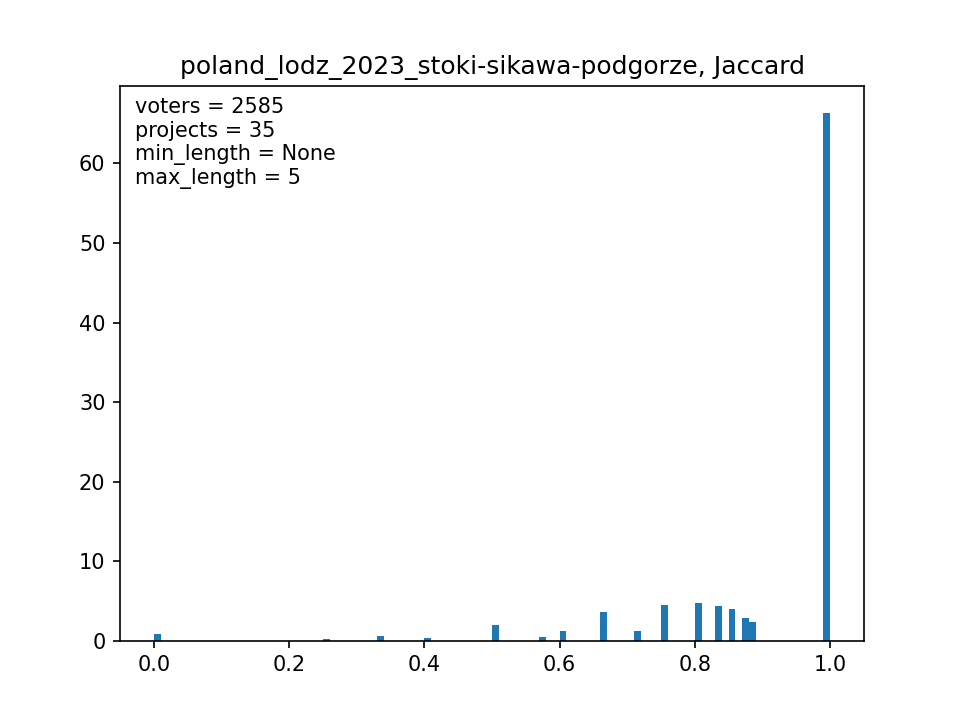 poland_lodz_2023_stoki-sikawa-podgorze, Jaccard
voters = 2585
projects = 35
min_length = None
max_length = 5
60
50
40
30
20
10
0
0.0 0.2 0.4 0.6 0.8 1.0